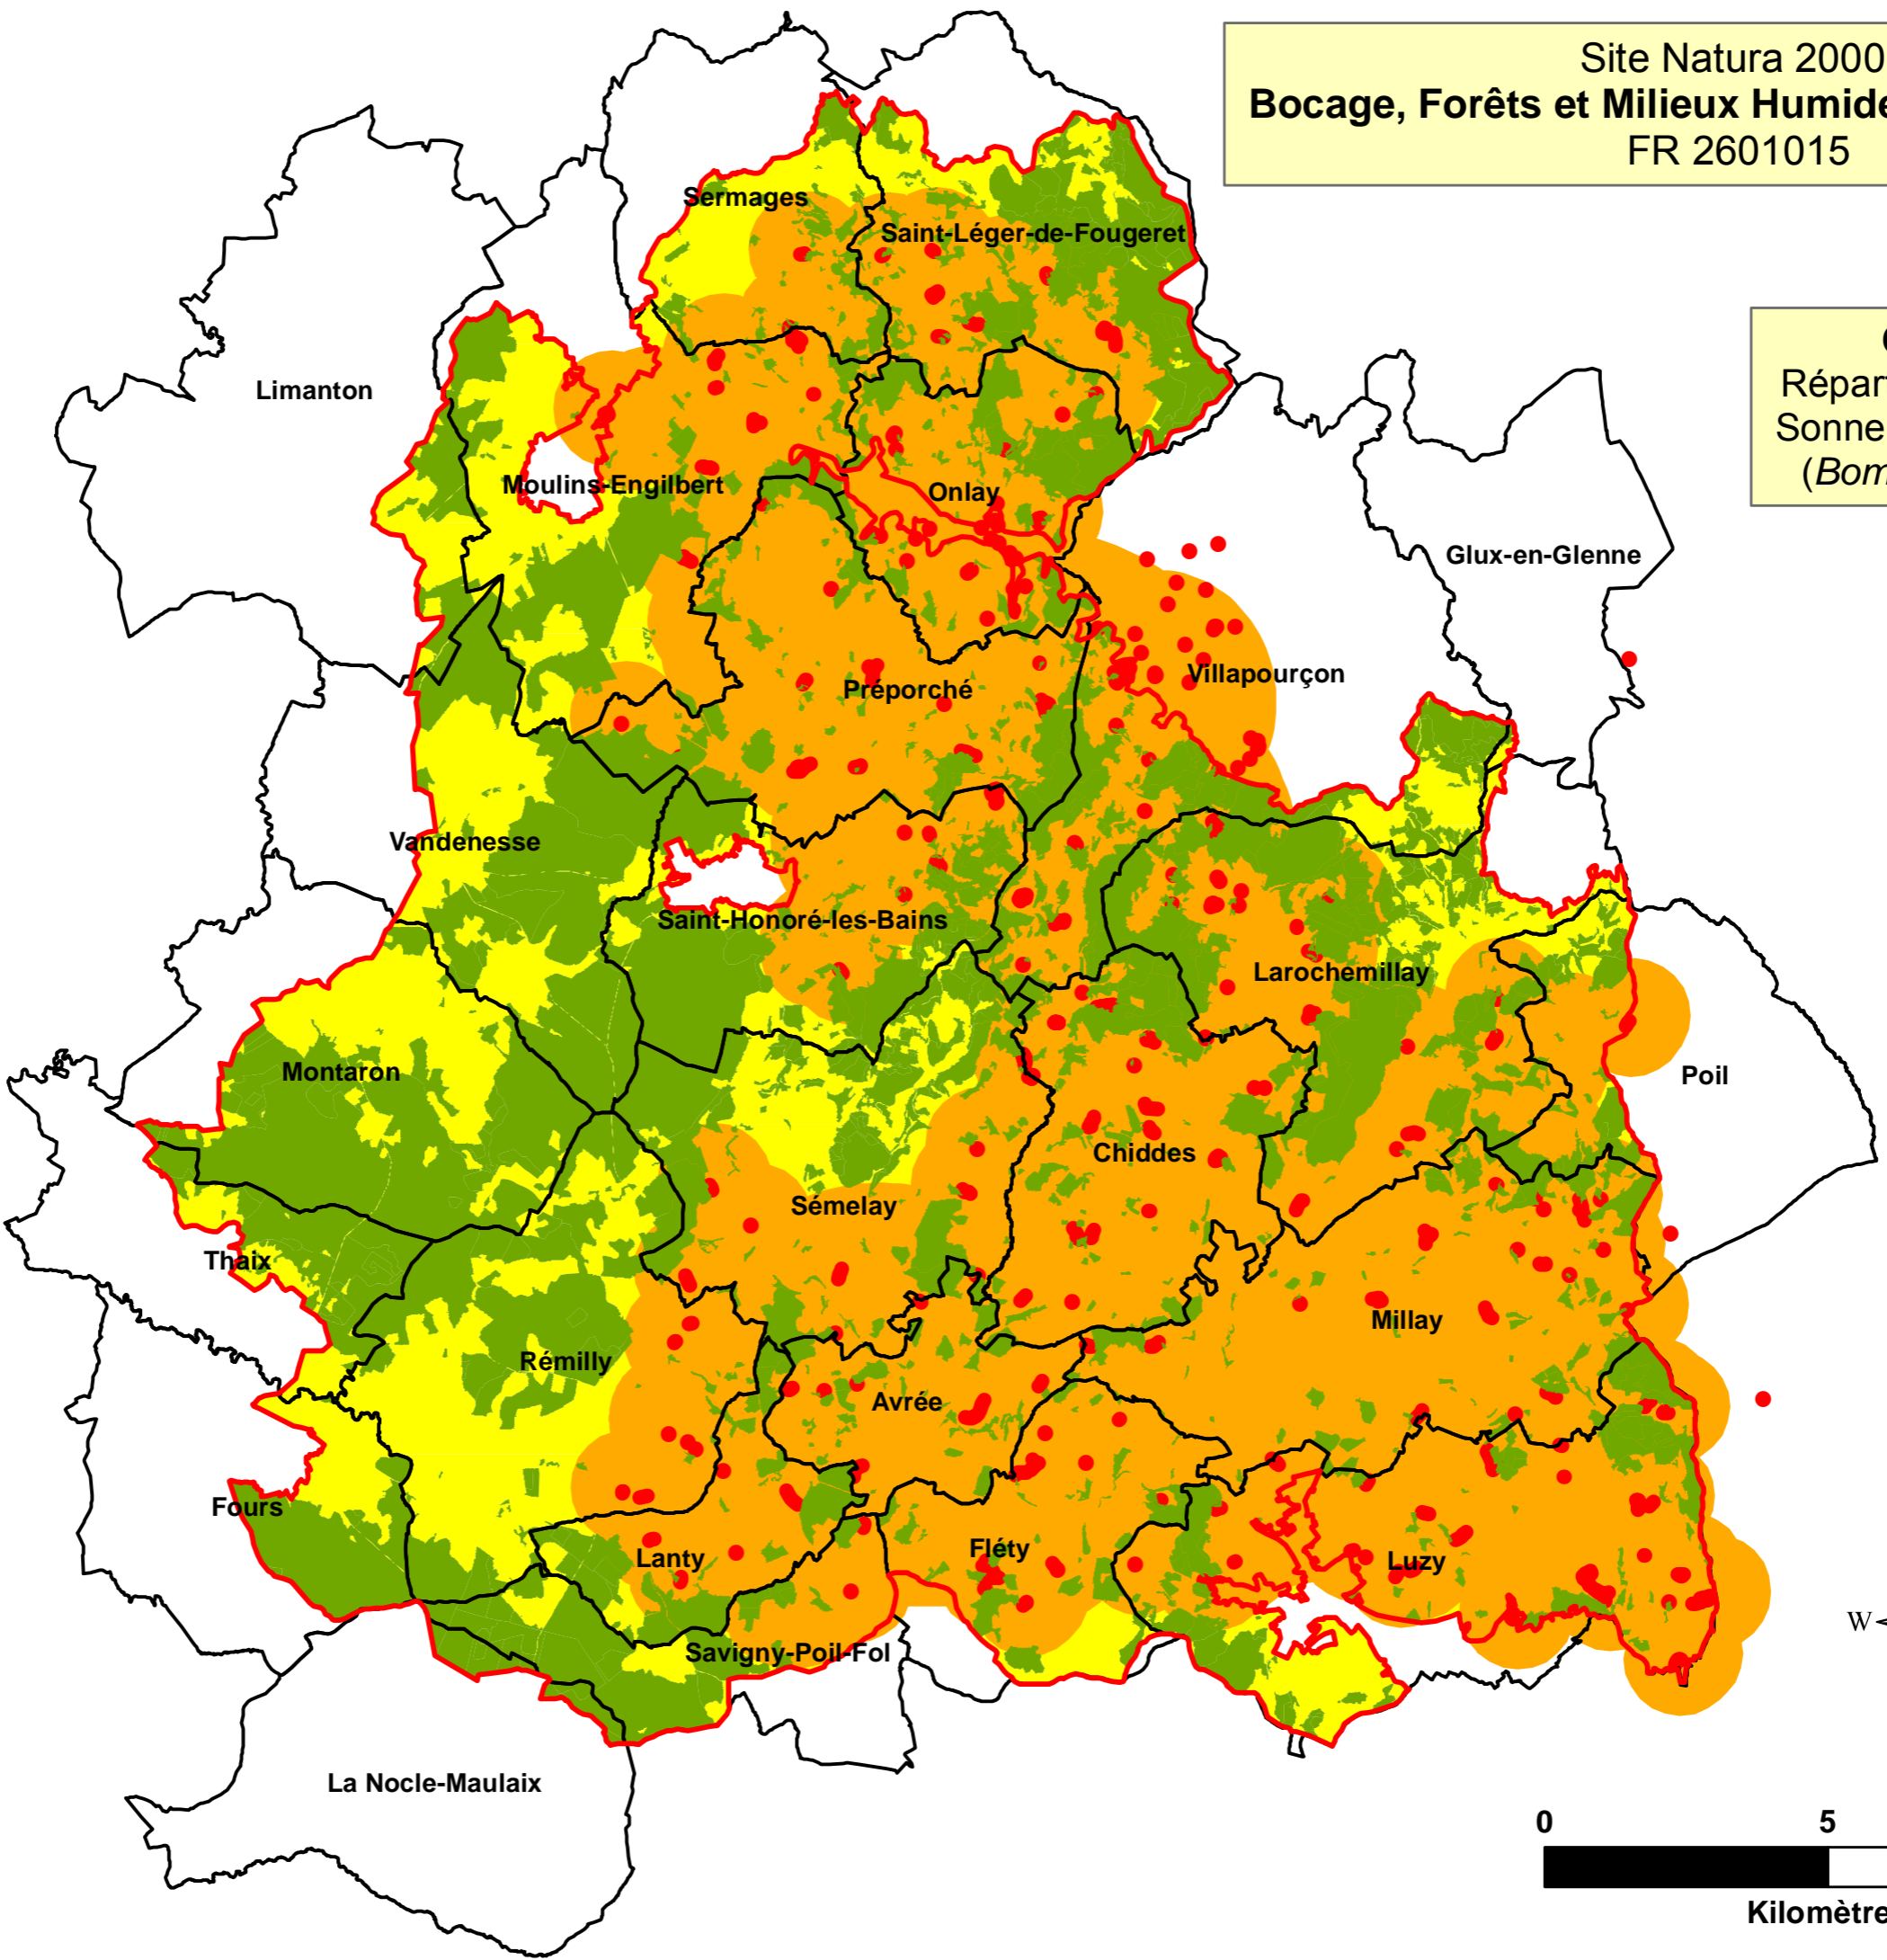 Site Natura 2000
Bocage, Forêts et Milieux Humide
FR 2601015
Sermages
Saint-Léger-de-Fougeret
Répar
Sonne
(Bom
Limanton
Moulins-Engilbert
Onlay
Glux-en-Glenne
Villapourçon
Préporché
Vandenesse
Saint-Honoré-les-Bains
Larochemillay
Montaron
Poil
Chiddes
Sémelay
Thaix
Millay
Rémilly
Avrée
Fours
Fléty
Lanty
Luzy
W
Savigny-Poil-Fol
La Nocle-Maulaix
0 5
Kilomètre